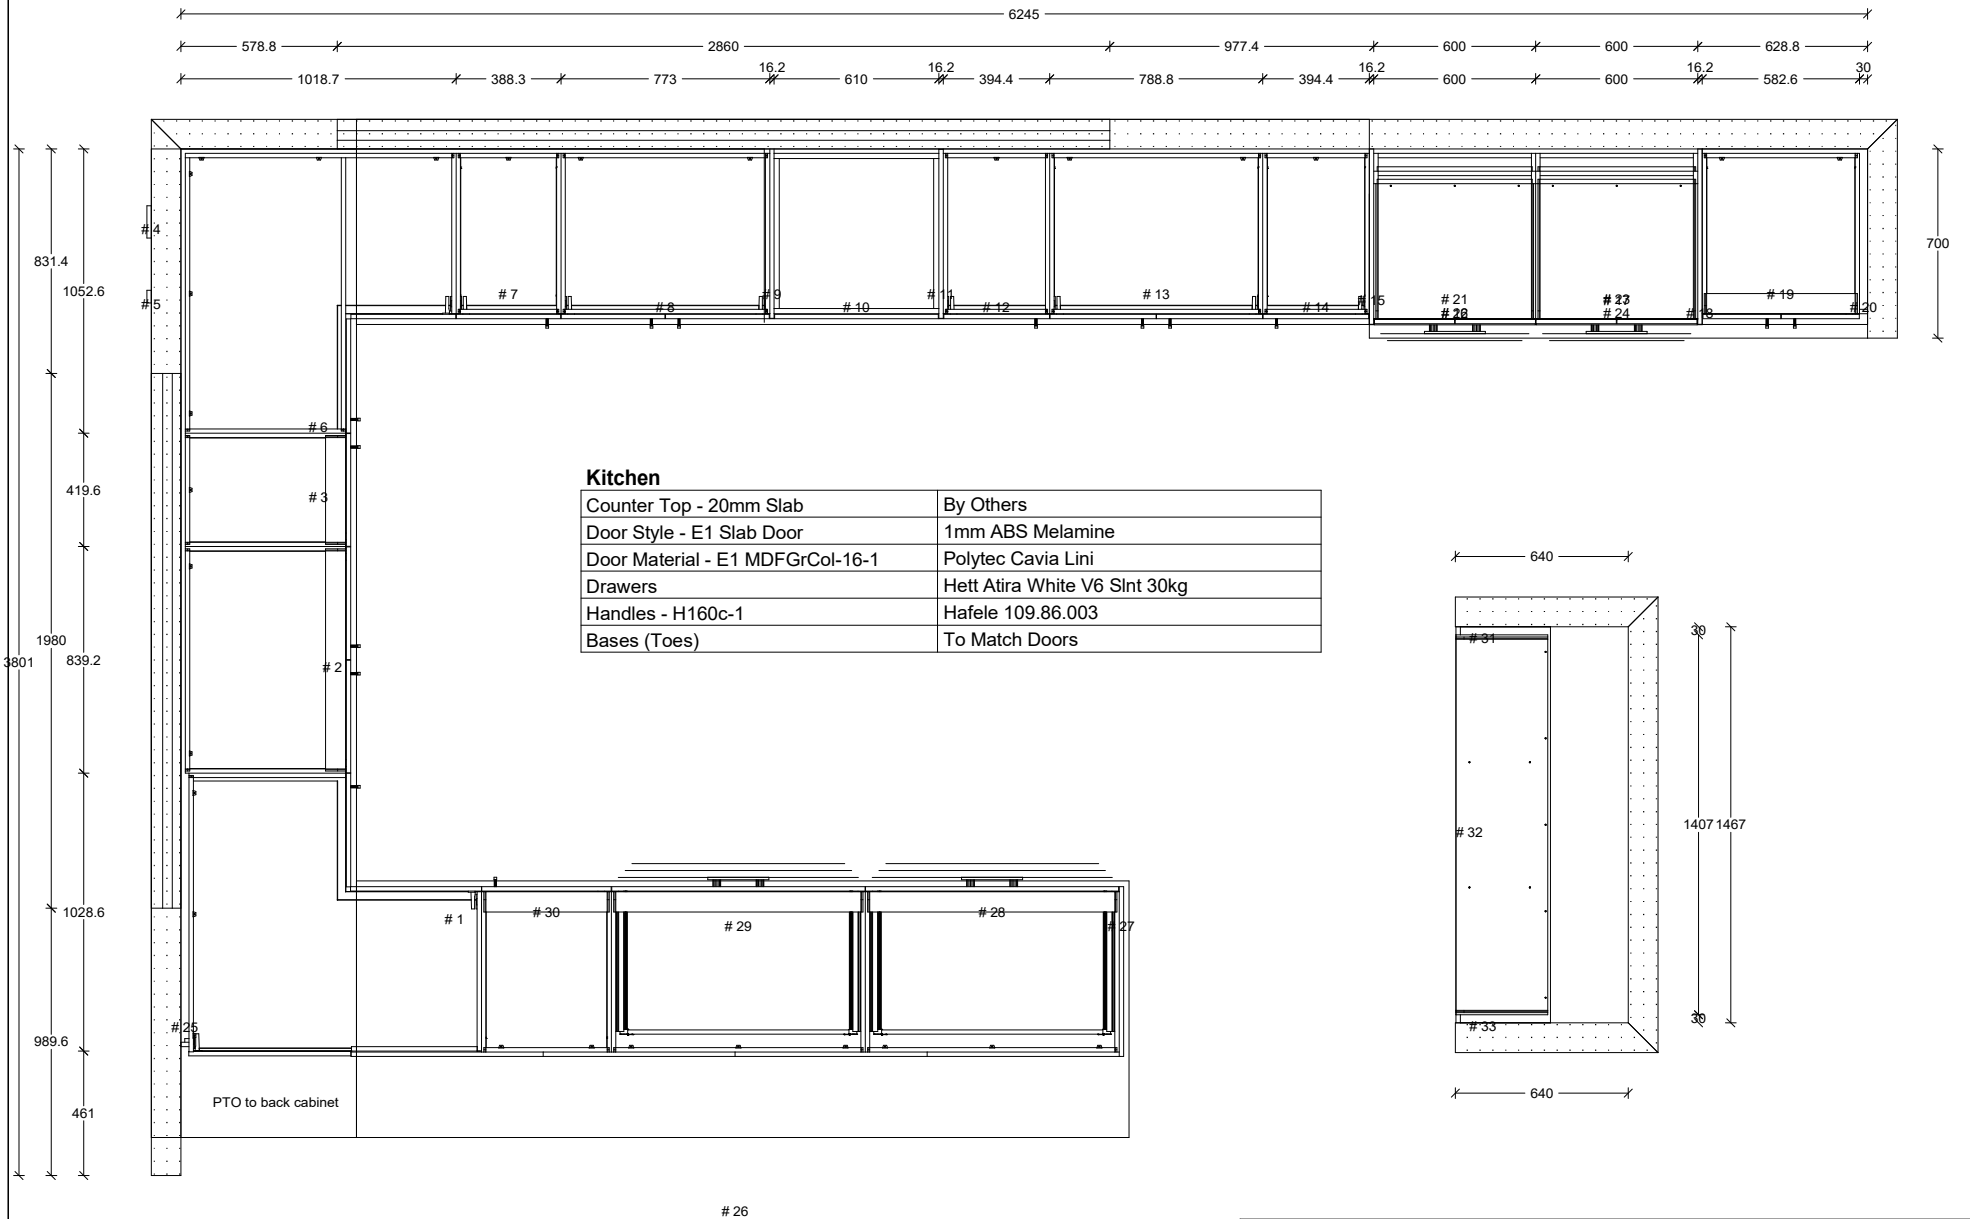 6245
578.8 2860 977.4 600 600 628.8
16.2 16.2 16.2 16.2
1018.7 388.3 773 610 394.4 788.8 394.4 600 600 582.6 30
# 4
831.4
700
1052.6
# 5
# 7 # 8 # 9 # 10 # 11 # 12 # 13 # 14 # 15 # 21 # 19 # 20
# 24 # 18
# 6
Kitchen
419.6
# 3
Counter Top - 20mm Slab By Others
Door Style - E1 Slab Door 1mm ABS Melamine
Door Material - E1 MDFGrCol-16-1 Polytec Cavia Lini
Drawers Hett Atira White V6 Slnt 30kg
Handles - H160c-1 Hafele 109.86.003
Bases (Toes) To Match Doors
640
30
# 31
1980
3801
839.2
# 2
1407 1467
# 32
1028.6
# 1 # 30 # 29 # 28 # 27
# 25
30
# 33
989.6
640
461
PTO to back cabinet
# 26